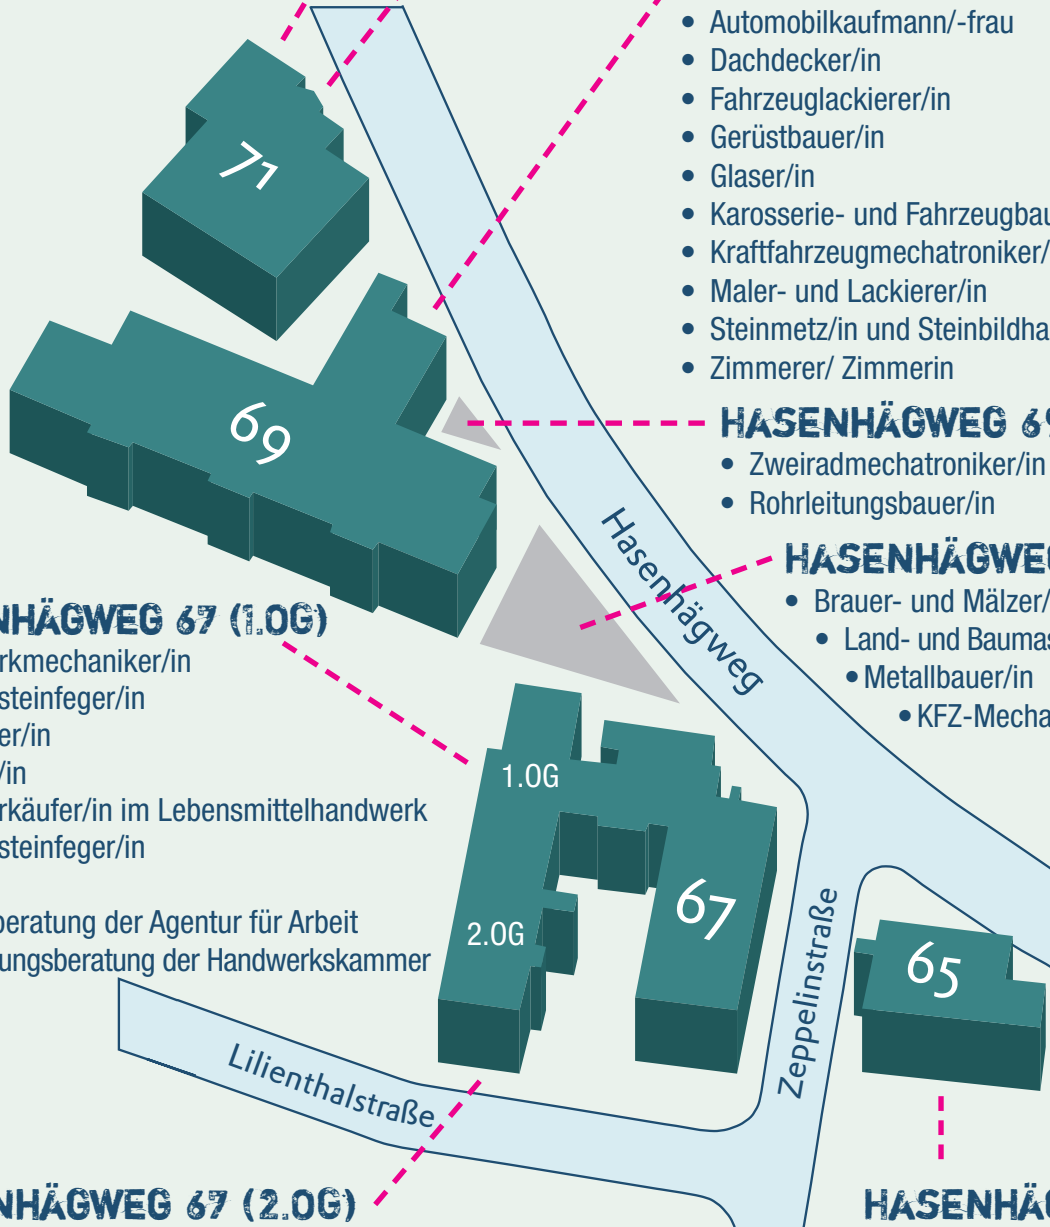 • Automobilkaufmann/-frau
• Dachdecker/in
• Fahrzeuglackierer/in
• Gerüstbauer/in
• Glaser/in
• Karosserie- und Fahrzeugbau
• Kraftfahrzeugmechatroniker/
• Maler- und Lackierer/in
• Steinmetz/in und Steinbildha
• Zimmerer/ Zimmerin
71
69
HASENHÄGWEG 69
• Zweiradmechatroniker/in
• Rohrleitungsbauer/in
Hasenhägweg
HASENHÄGWEG
• Brauer- und Mälzer/
• Land- und Baumas
• Metallbauer/in
• KFZ-Mecha
NHÄGWEG 67 (1.OG)
rkmechaniker/in
steinfeger/in
er/in
/in
rkäufer/in im Lebensmittelhandwerk
steinfeger/in
beratung der Agentur für Arbeit
ungsberatung der Handwerkskammer
1.OG
2.OG
67
65
Zeppelinstraße
Lilienthalstraße
NHÄGWEG 67 (2.OG)
HASENHÄG